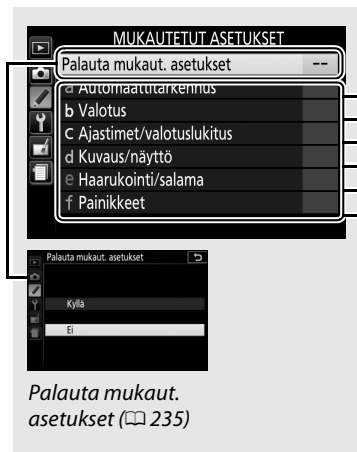 MUKAUTETUT ASETUKSET
Palauta mukaut. asetukset --
a Automaattitarkennus
b Valotus
c Ajastimet/valotuslukitus
d Kuvaus/näyttö
e Haarukointi/salama
f Painikkeet
Palauta mukaut. asetukset
Kyllä
Ei
Palauta mukaut.
asetukset (🕮 235)